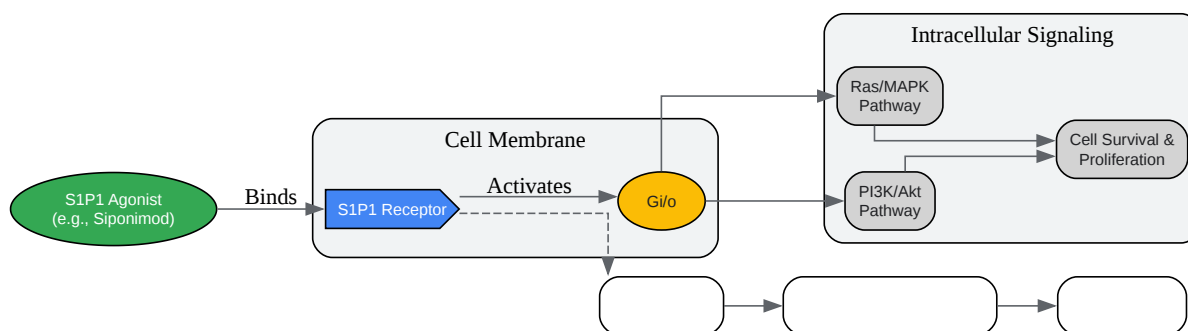 Intracellular Signaling
Ras/MAPK
Pathway
Cell Membrane
Cell Survival &
Proliferation
S1P1 Agonist
(e.g., Siponimod)
Binds
S1P1 Receptor
Activates
Gi/o
PI3K/Akt
Pathway